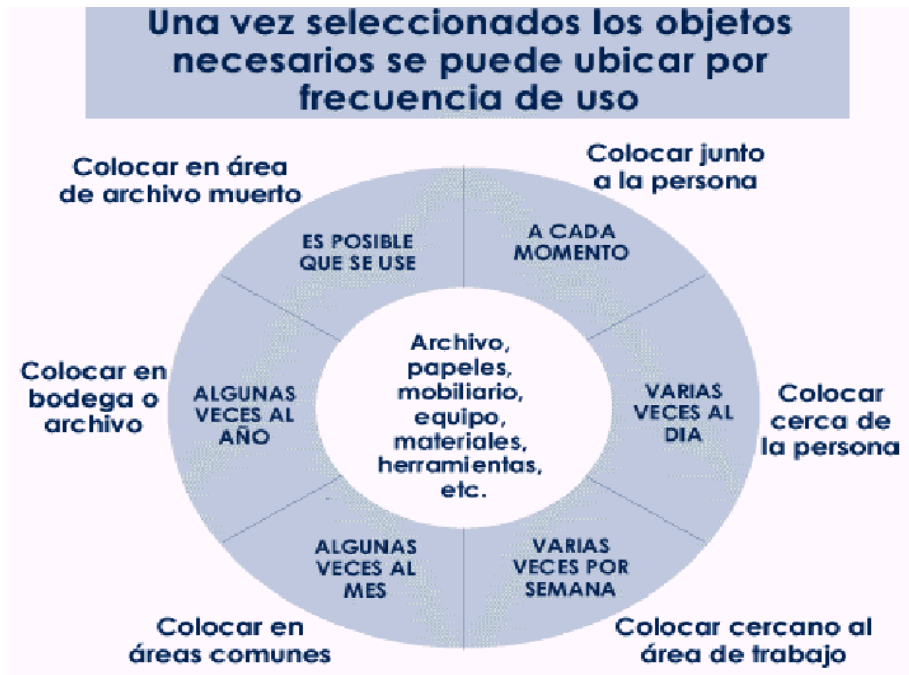 Una vez seleccionados los objetos
necesarios se puede ubicar por
frecuencia de uso
Colocar junto
a la persona
A CADA
MOMENTO
Colocar
cerca de
la persona
VARIAS
VECES AL
DIA
Colocar cercano al
área de trabajo
VARIAS
VECES POR
SEMANA
Colocar en
áreas comunes
ALGUNAS
VECES AL
MES
Colocar en
bodega o
archivo
ALGUNAS
VECES AL
AÑO
Colocar en área
de archivo muerto
ES POSIBLE
QUE SE USE
Archivo,
papeles,
mobiliario,
equipo,
materiales,
herramientas,
etc.